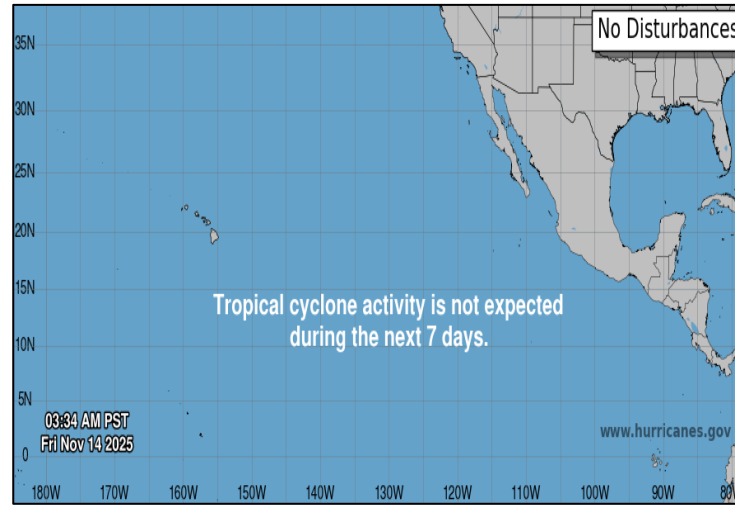 No Disturbances
35N
30N
25N
20N
15N
Tropical cyclone activity is not expected
during the next 7 days.
10N
5N
03:34 AM PST
Fri Nov 14 2025
www.hurricanes.gov
0
180W 170W 160W 150W 140W 130W 120W 110W 100W 90W 80W